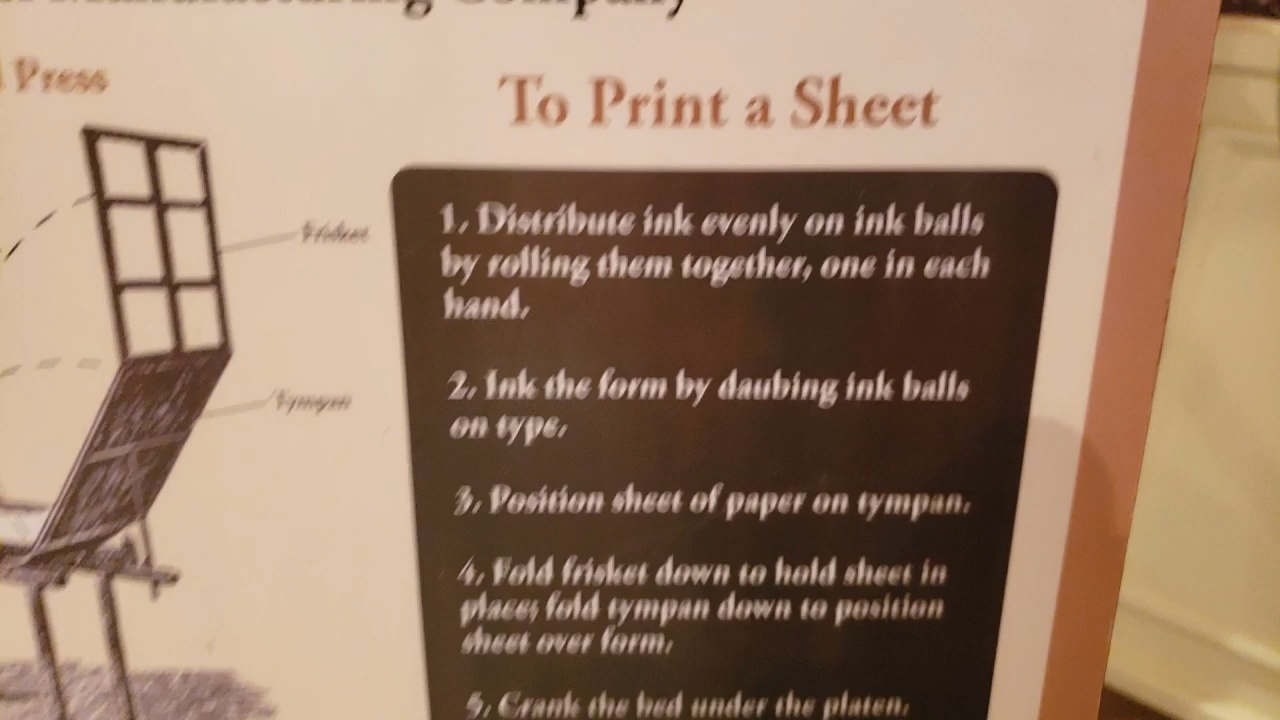 Manufacturing Company
Press
To Print a Sheet
Frisket
Tympan
1. Distribute ink evenly on ink balls
by rolling them together, one in each
hand.
2. Ink the form by daubing ink balls
on type.
3. Position sheet of paper on tympan.
4. Fold frisket down to hold sheet in
place; fold tympan down to position
sheet over form.
5. Crank the bed under the platen.